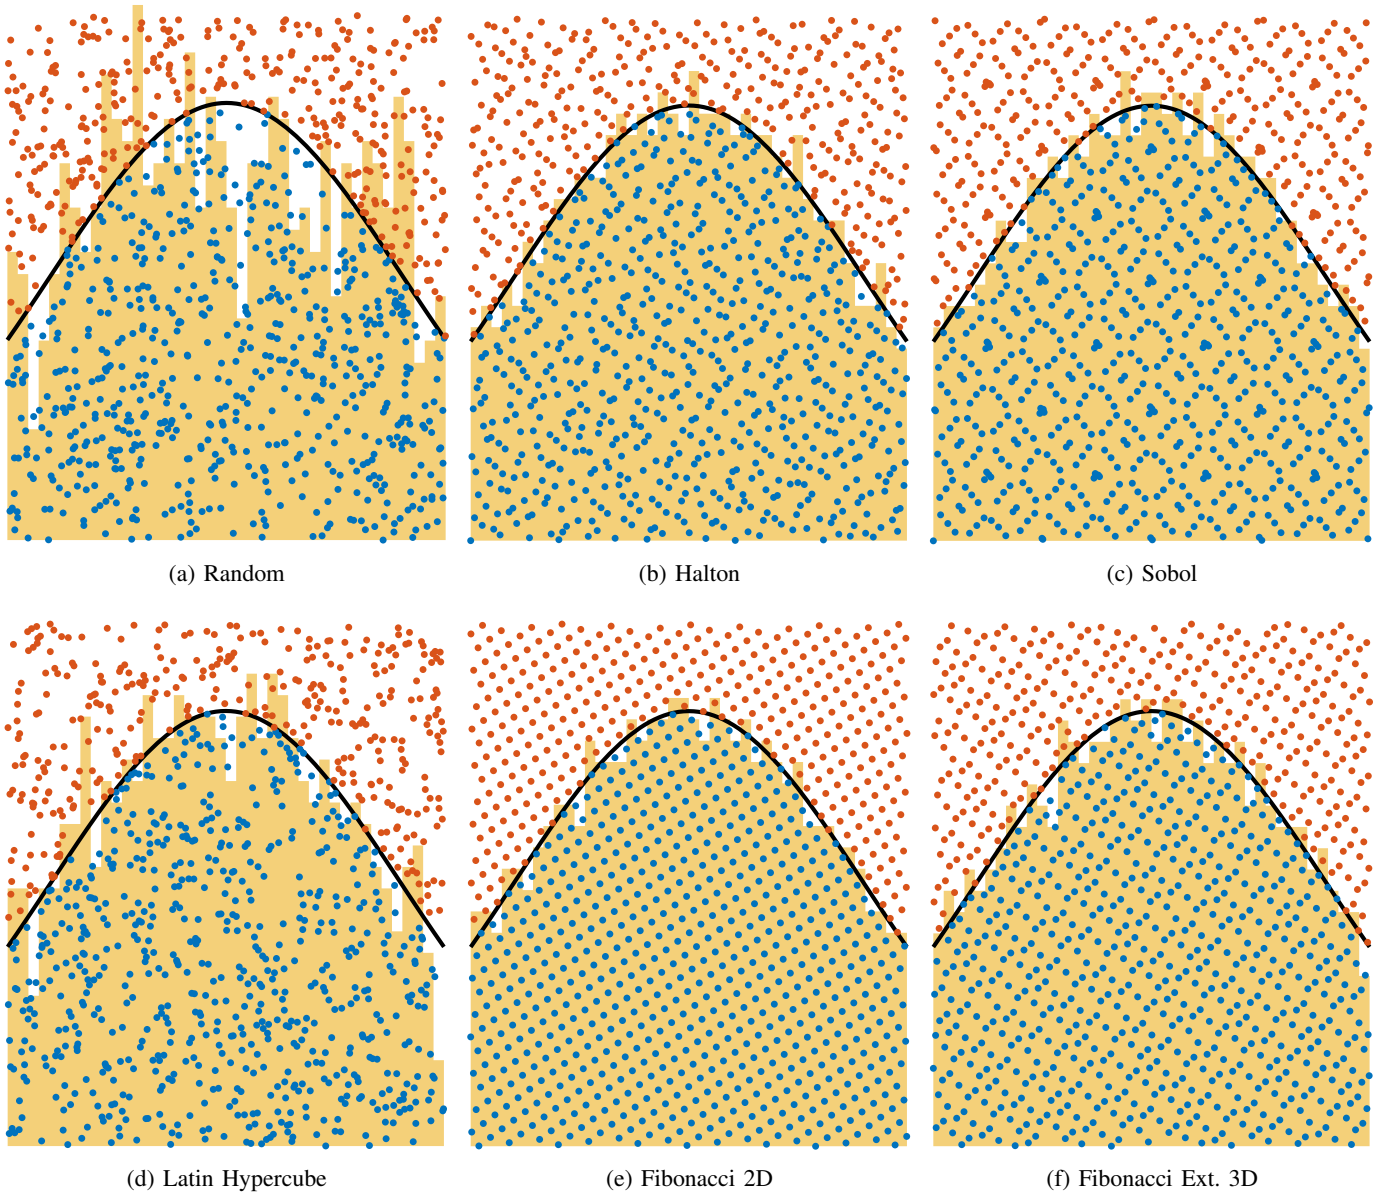 (a) Random
(b) Halton
(c) Sobol
(d) Latin Hypercube
(e) Fibonacci 2D
(f) Fibonacci Ext. 3D